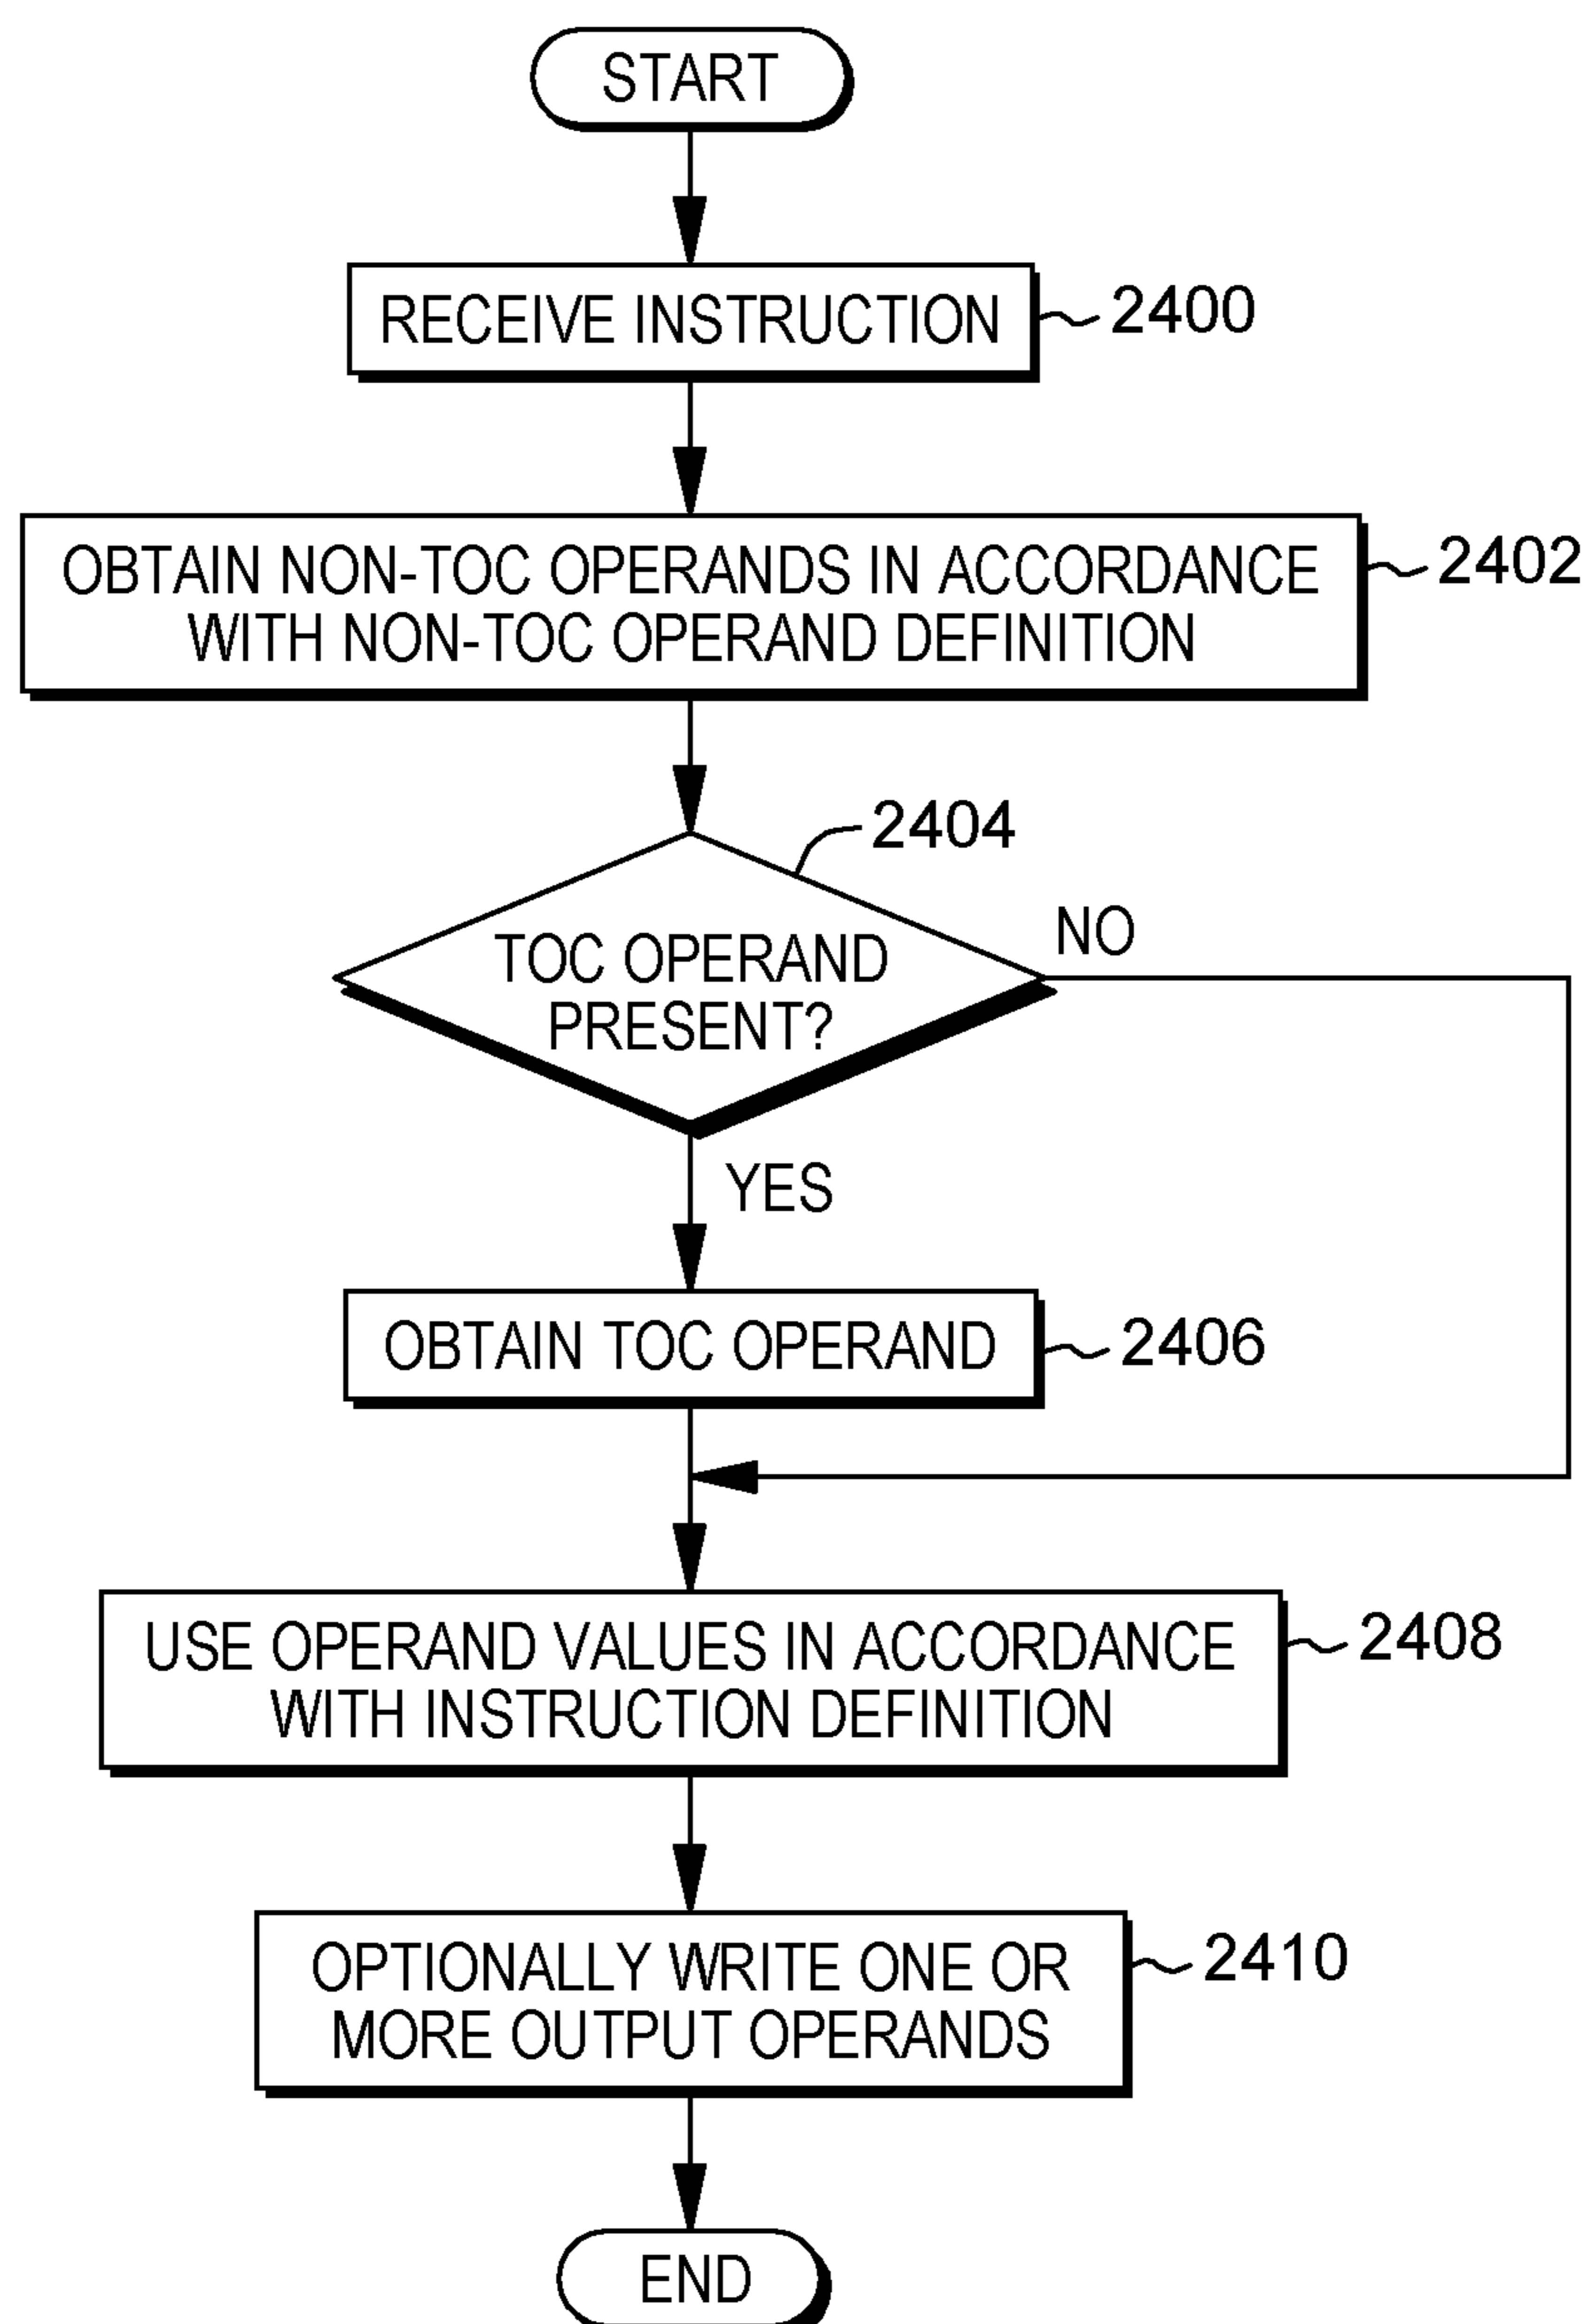 START
RECEIVE INSTRUCTION
2400
OBTAIN NON-TOC OPERANDS IN ACCORDANCE
WITH NON-TOC OPERAND DEFINITION
2402
2404
TOC OPERAND
PRESENT?
NO
YES
OBTAIN TOC OPERAND
2406
USE OPERAND VALUES IN ACCORDANCE
WITH INSTRUCTION DEFINITION
2408
OPTIONALLY WRITE ONE OR
MORE OUTPUT OPERANDS
2410
END